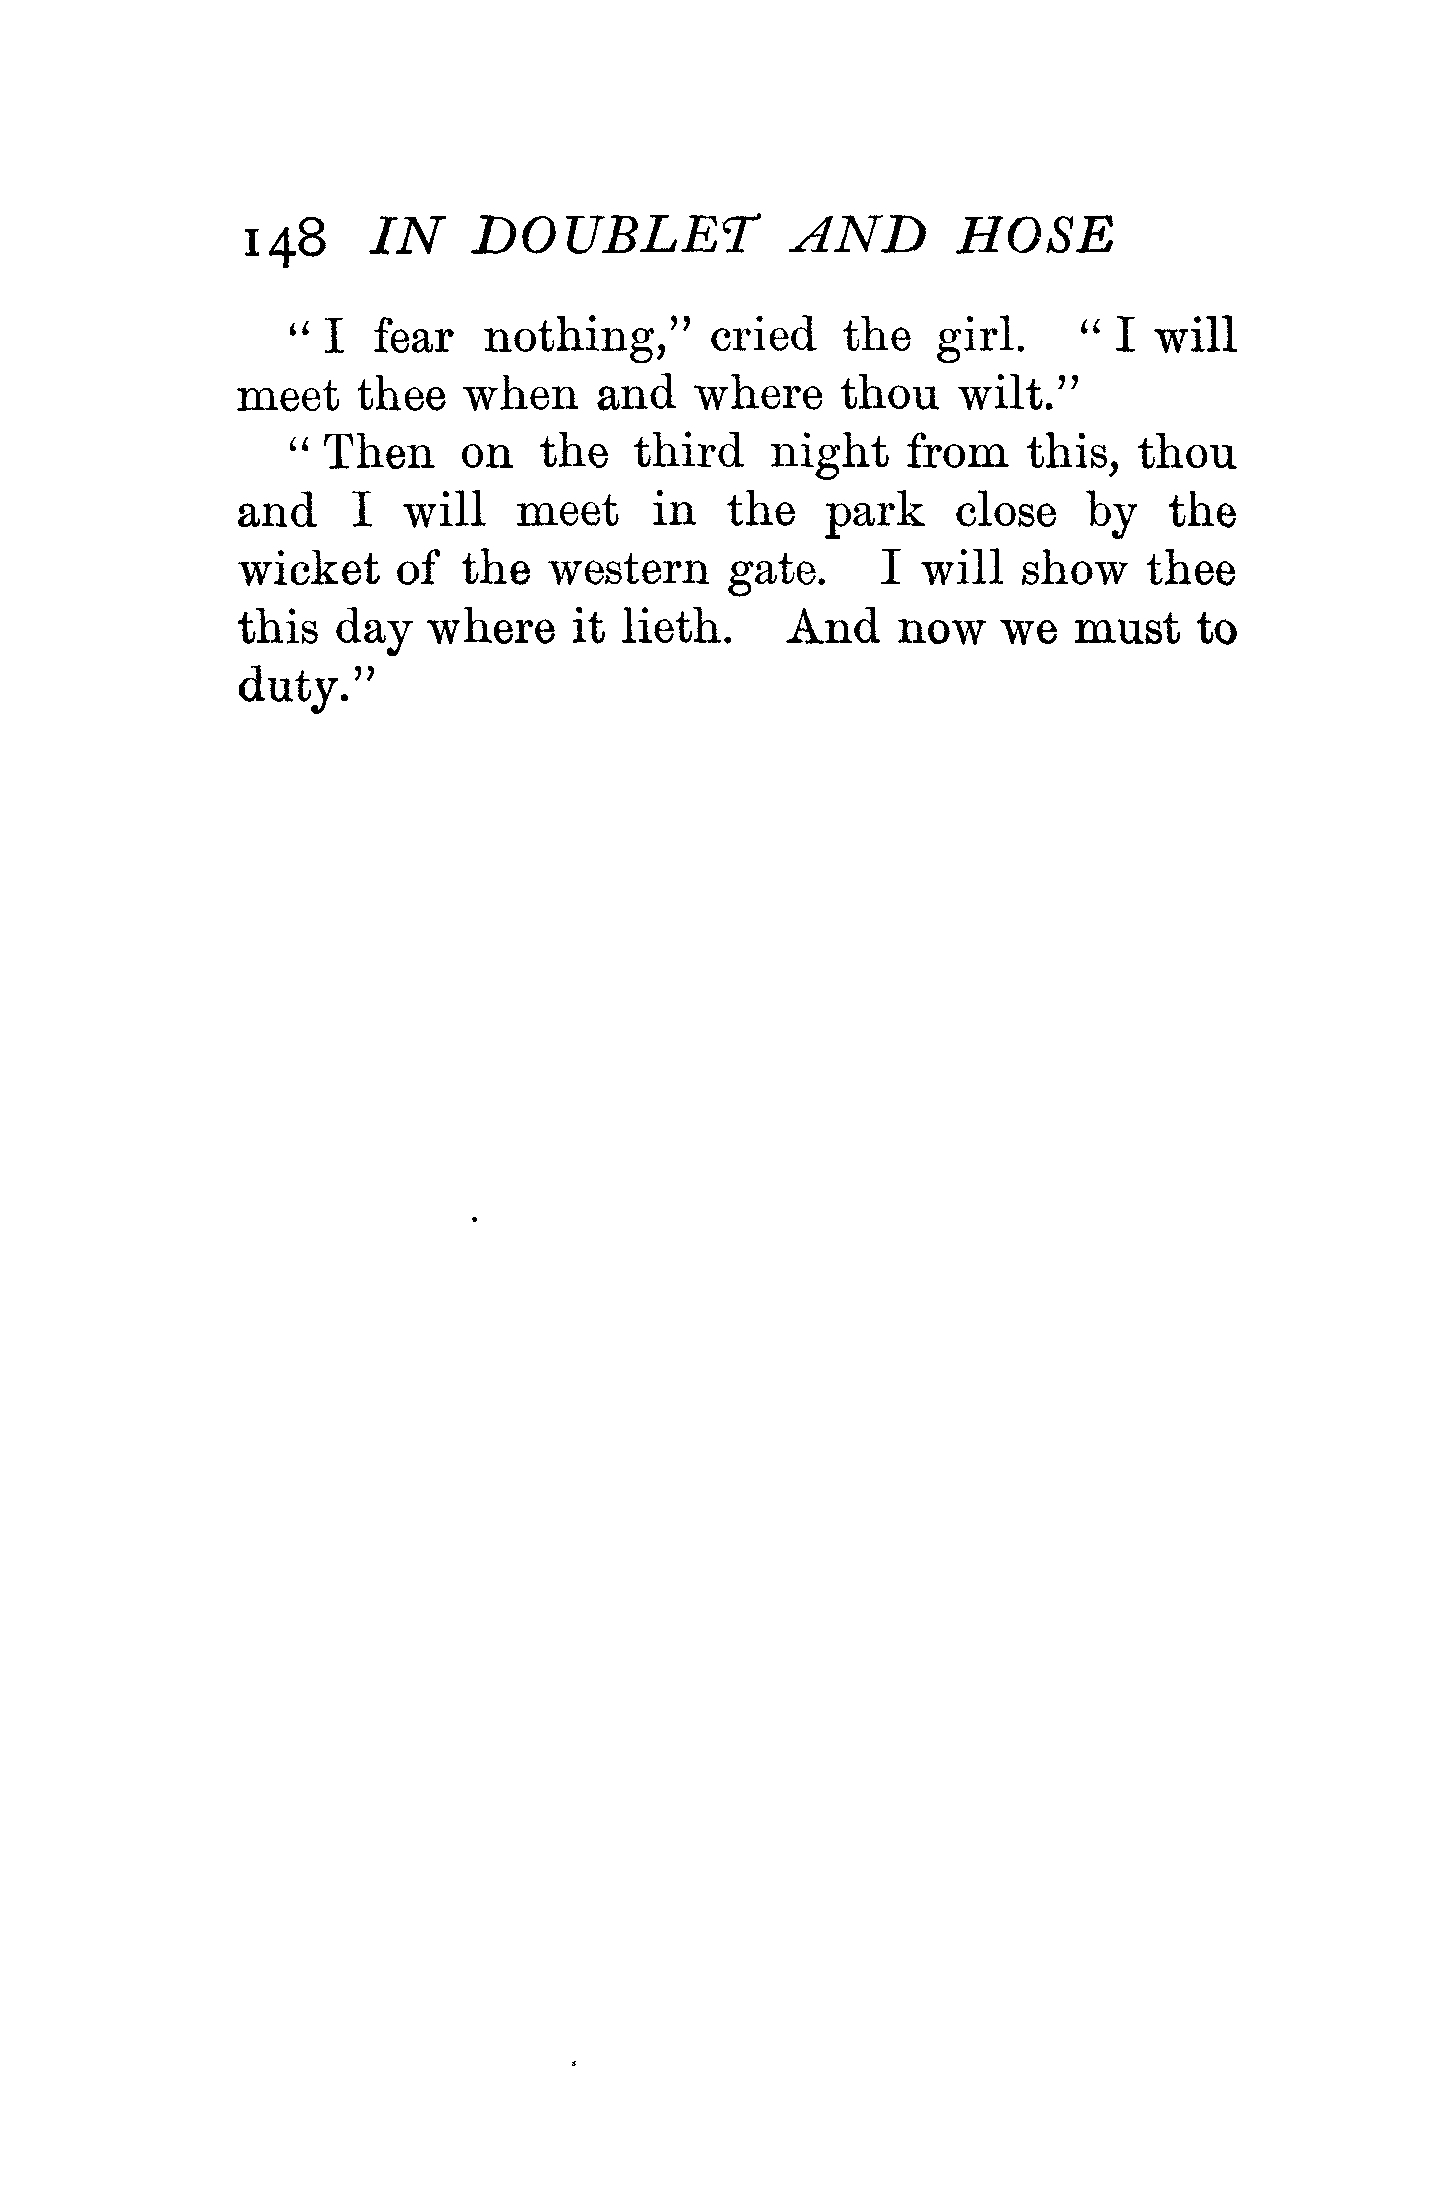 148 IN DOUBLET AND HOSE
"I fear nothing," cried the girl. "I will
meet thee when and where thou wilt."
"Then on the third night from this, thou
and I will meet in the park close by the
wicket of the western gate. I will show thee
this day where it lieth. And now we must to
duty."